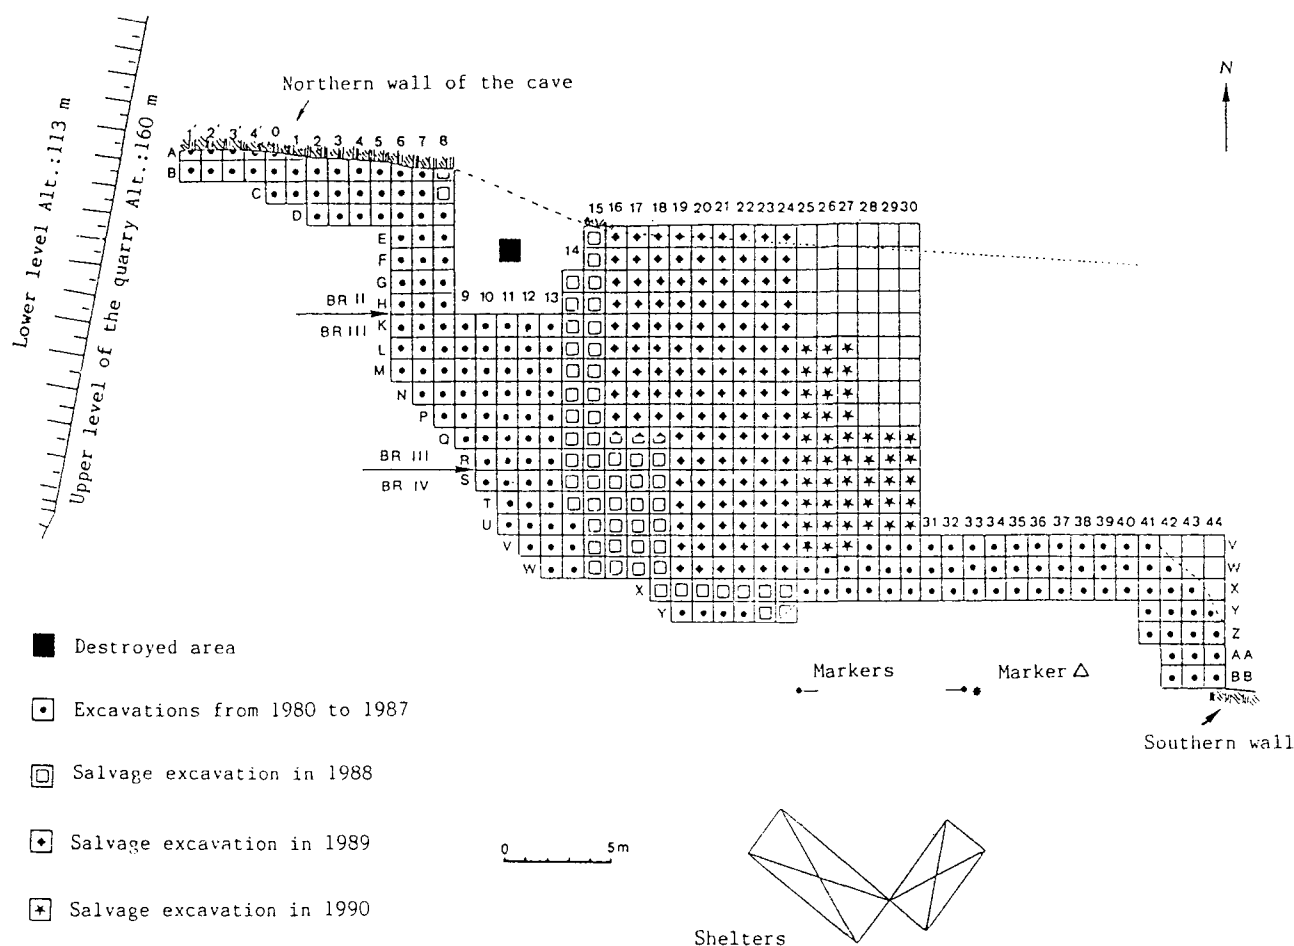 Northern wall of the cave
N
Lower level Alt.:113 m
Upper level of the quarry Alt.:160 m
1' 2' 3' 4' 0 1 2 3 4 5 6 7 8
A
B
C
D
15 16 17 18 19 20 21 22 23 24 25 26 27 28 29 30
E
14
F
G
BR II
H
9 10 11 12 13
BR III
K
L
M
N
P
Q
BR III
R
BR IV
S
T
U
31 32 33 34 35 36 37 38 39 40 41 42 43 44
V
V
W
W
X
X
Y
Y
Z
AA
BB
Destroyed area
Markers
Marker
Excavations from 1980 to 1987
Southern wall
Salvage excavation in 1988
Salvage excavation in 1989
0 5m
Salvage excavation in 1990
Shelters